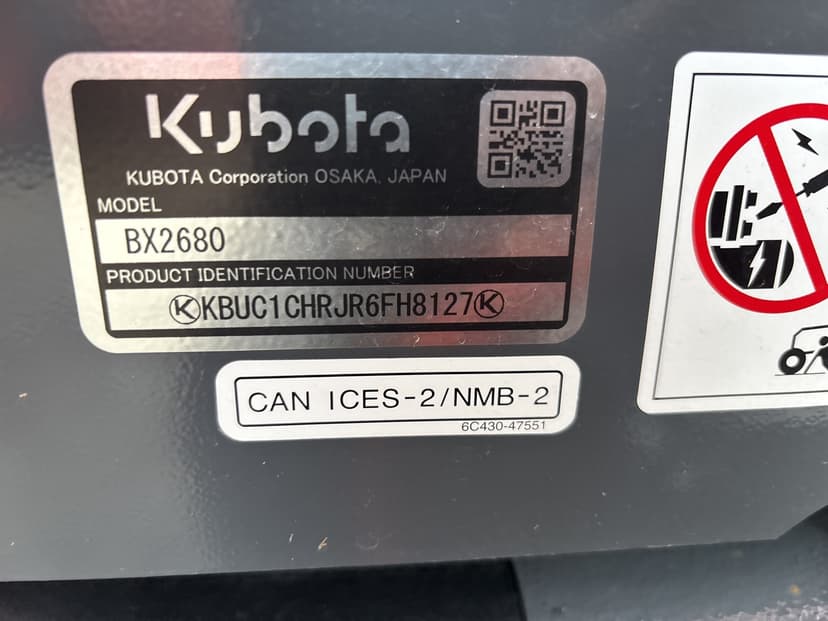 Kubota
KUBOTA Corporation OSAKA, JAPAN
MODEL
BX2680
PRODUCT IDENTIFICATION NUMBER
KKBUC1CHRJR6FH8127K
CAN ICES-2/NMB-2
6C430-47551